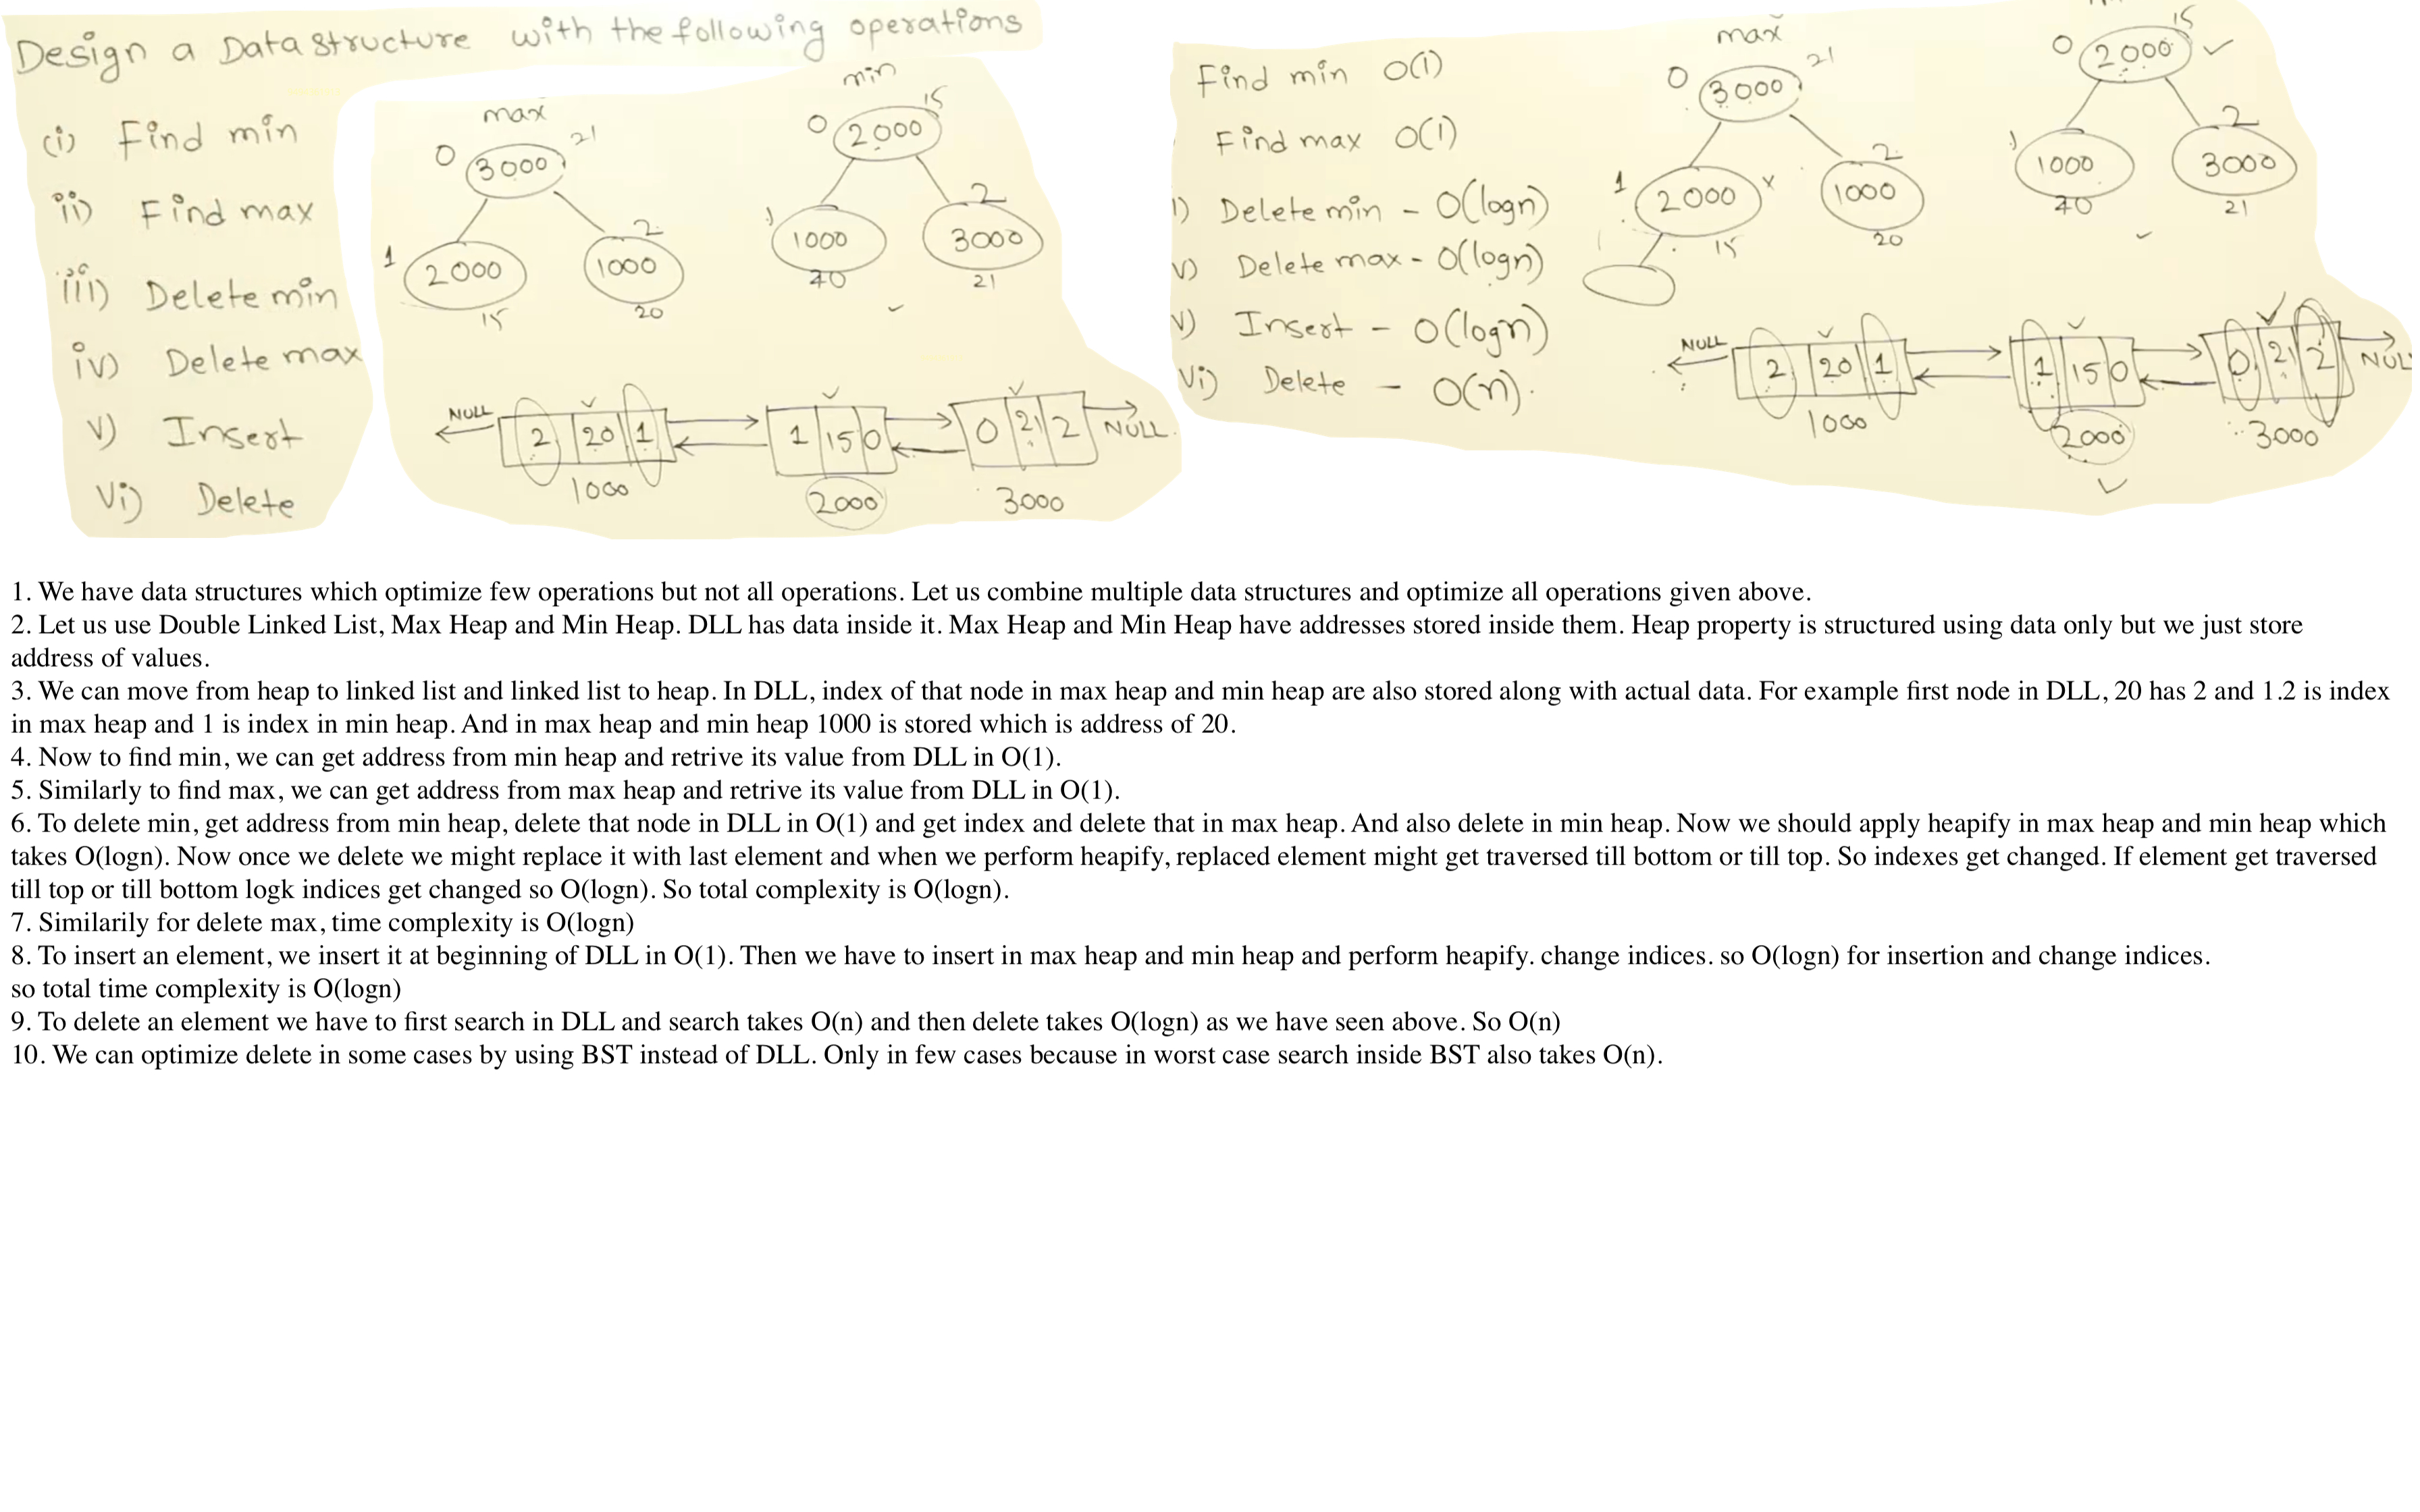 Design a Data structure with the following operations
(i) Find min
ii) Find max
iii) Delete min
iv) Delete max
v) Insert
vi) Delete
max
0 3000 21
1 2000 15
2 1000 20
min
0 2000 15
1 1000 20
2 3000 21
NULL 2 20 1 1 15 0 0 21 2 NULL
1000 2000 3000
Find min O(1)
Find max O(1)
) Delete min - O(logn)
v) Delete max - O(logn)
v) Insert - O(logn)
vi) Delete - O(n).
max
0 3000 21
1 2000 x 15
2 1000 20
0 2000 15
1 1000 20
2 3000 21
NULL 2 20 1 1 15 0 0 21 2 NUL
1000 2000 3000
1. We have data structures which optimize few operations but not all operations. Let us combine multiple data structures and optimize all operations given above.
2. Let us use Double Linked List, Max Heap and Min Heap. DLL has data inside it. Max Heap and Min Heap have addresses stored inside them. Heap property is structured using data only but we just store
address of values.
3. We can move from heap to linked list and linked list to heap. In DLL, index of that node in max heap and min heap are also stored along with actual data. For example first node in DLL, 20 has 2 and 1.2 is index
in max heap and 1 is index in min heap. And in max heap and min heap 1000 is stored which is address of 20.
4. Now to find min, we can get address from min heap and retrive its value from DLL in O(1).
5. Similarly to find max, we can get address from max heap and retrive its value from DLL in O(1).
6. To delete min, get address from min heap, delete that node in DLL in O(1) and get index and delete that in max heap. And also delete in min heap. Now we should apply heapify in max heap and min heap which
takes O(logn). Now once we delete we might replace it with last element and when we perform heapify, replaced element might get traversed till bottom or till top. So indexes get changed. If element get traversed
till top or till bottom logk indices get changed so O(logn). So total complexity is O(logn).
7. Similarily for delete max, time complexity is O(logn)
8. To insert an element, we insert it at beginning of DLL in O(1). Then we have to insert in max heap and min heap and perform heapify. change indices. so O(logn) for insertion and change indices.
so total time complexity is O(logn)
9. To delete an element we have to first search in DLL and search takes O(n) and then delete takes O(logn) as we have seen above. So O(n)
10. We can optimize delete in some cases by using BST instead of DLL. Only in few cases because in worst case search inside BST also takes O(n).